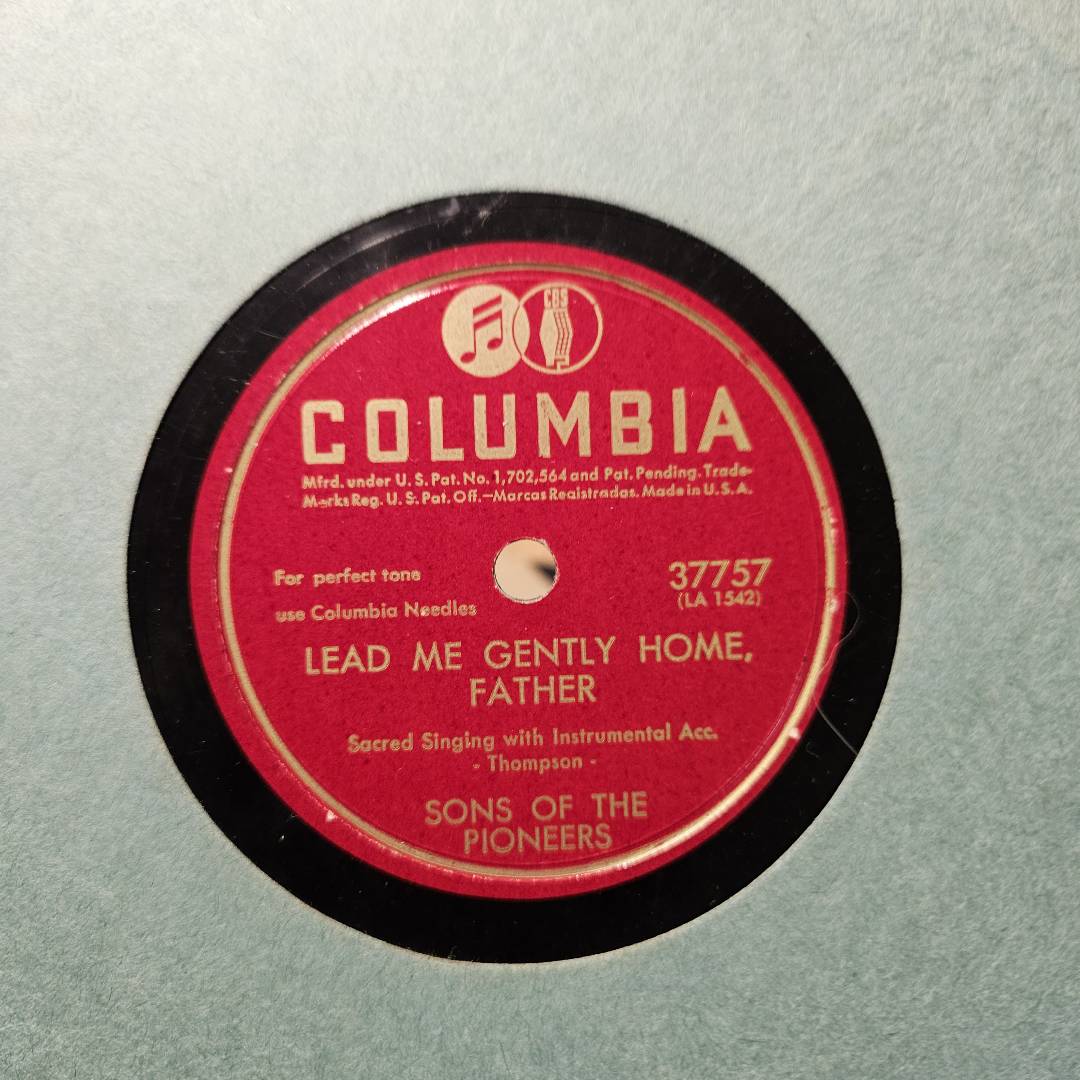 CBS
COLUMBIA
Mfrd. under U. S. Pat. No. 1,702,564 and Pat. Pending. Trade-
Marks Reg. U. S. Pat. Off.—Marcas Registradas. Made in U. S. A.
For perfect tone
use Columbia Needles
37757
(LA 1542)
LEAD ME GENTLY HOME,
FATHER
Sacred Singing with Instrumental Acc.
- Thompson -
SONS OF THE
PIONEERS